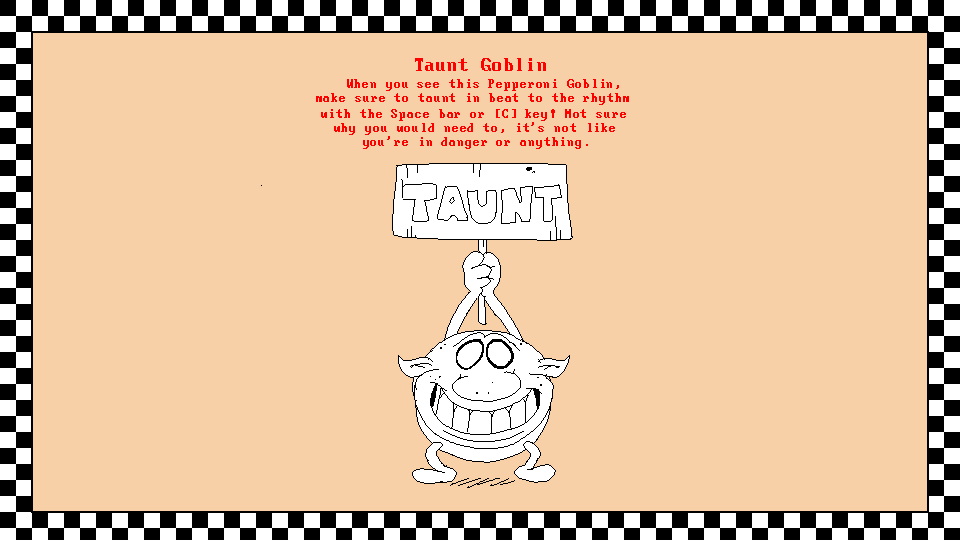 Taunt Goblin
When you see this Pepperoni Goblin,
make sure to taunt in beat to the rhythm
with the Space bar or [C] key! Not sure
why you would need to, it's not like
you're in danger or anything.
TAUNT